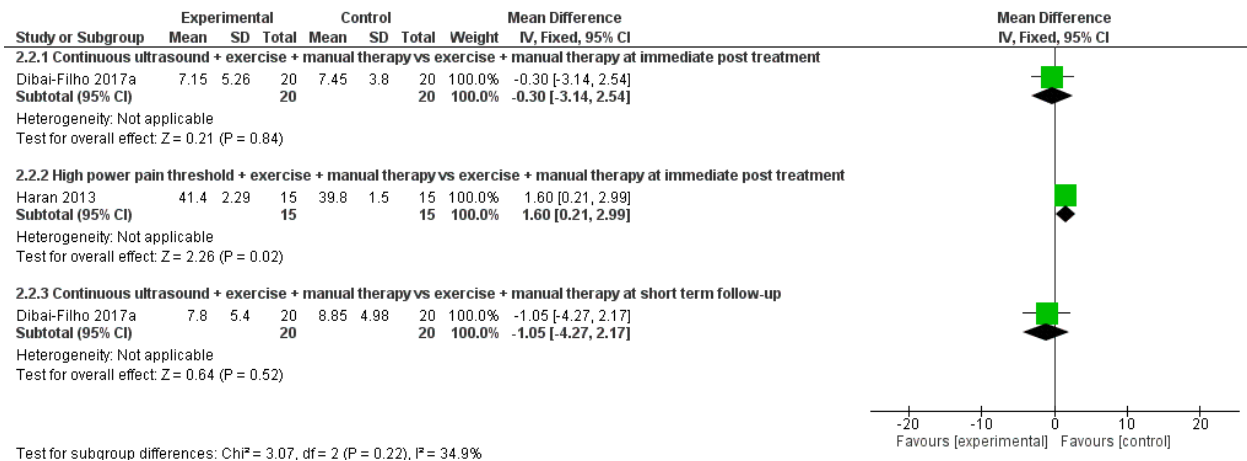 Experimental Control Mean Difference Mean Difference
Study or Subgroup Mean SD Total Mean SD Total Weight IV, Fixed, 95% CI IV, Fixed, 95% CI
2.2.1 Continuous ultrasound + exercise + manual therapy vs exercise + manual therapy at immediate post treatment
Dibai-Filho 2017a 7.15 5.26 20 7.45 3.8 20 100.0% -0.30 [-3.14, 2.54]
Subtotal (95% CI) 20 20 100.0% -0.30 [-3.14, 2.54]
Heterogeneity: Not applicable
Test for overall effect: Z = 0.21 (P = 0.84)
2.2.2 High power pain threshold + exercise + manual therapy vs exercise + manual therapy at immediate post treatment
Haran 2013 41.4 2.29 15 39.8 1.5 15 100.0% 1.60 [0.21, 2.99]
Subtotal (95% CI) 15 15 100.0% 1.60 [0.21, 2.99]
Heterogeneity: Not applicable
Test for overall effect: Z = 2.26 (P = 0.02)
2.2.3 Continuous ultrasound + exercise + manual therapy vs exercise + manual therapy at short term follow-up
Dibai-Filho 2017a 7.8 5.4 20 8.85 4.98 20 100.0% -1.05 [-4.27, 2.17]
Subtotal (95% CI) 20 20 100.0% -1.05 [-4.27, 2.17]
Heterogeneity: Not applicable
Test for overall effect: Z = 0.64 (P = 0.52)
-20 -10 0 10 20
Favours [experimental] Favours [control]
Test for subgroup differences: Chi² = 3.07, df = 2 (P = 0.22), I² = 34.9%